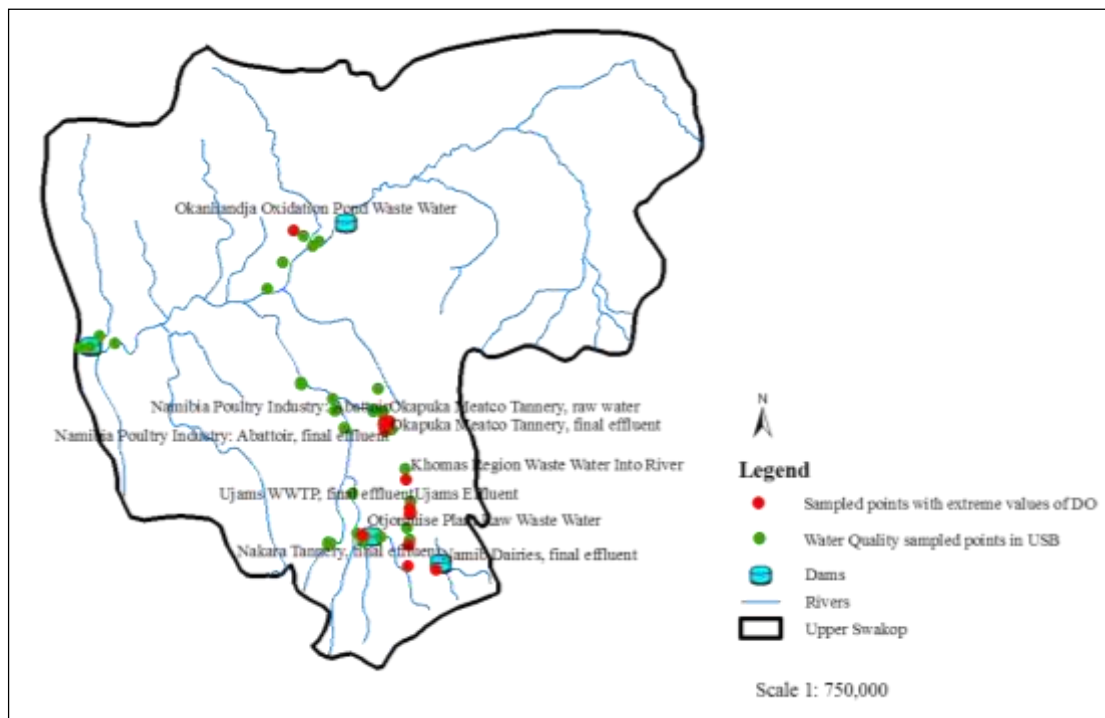 Okanhandja Oxidation Pond Waste Water
Namibia Poultry Industry: Abattoir
Okapuka Meatco Tannery, raw water
Okapuka Meatco Tannery, final effluent
Namibia Poultry Industry: Abattoir, final effluent
Khomas Region Waste Water Into River
Ujams WWTP, final effluent
Ujams Effluent
Plant Raw Waste Water
Nakara Tannery, final effluent
Namib Dairies, final effluent
N
Legend
Sampled points with extreme values of DO
Water Quality sampled points in USB
Dams
Rivers
Upper Swakop
Scale 1: 750,000